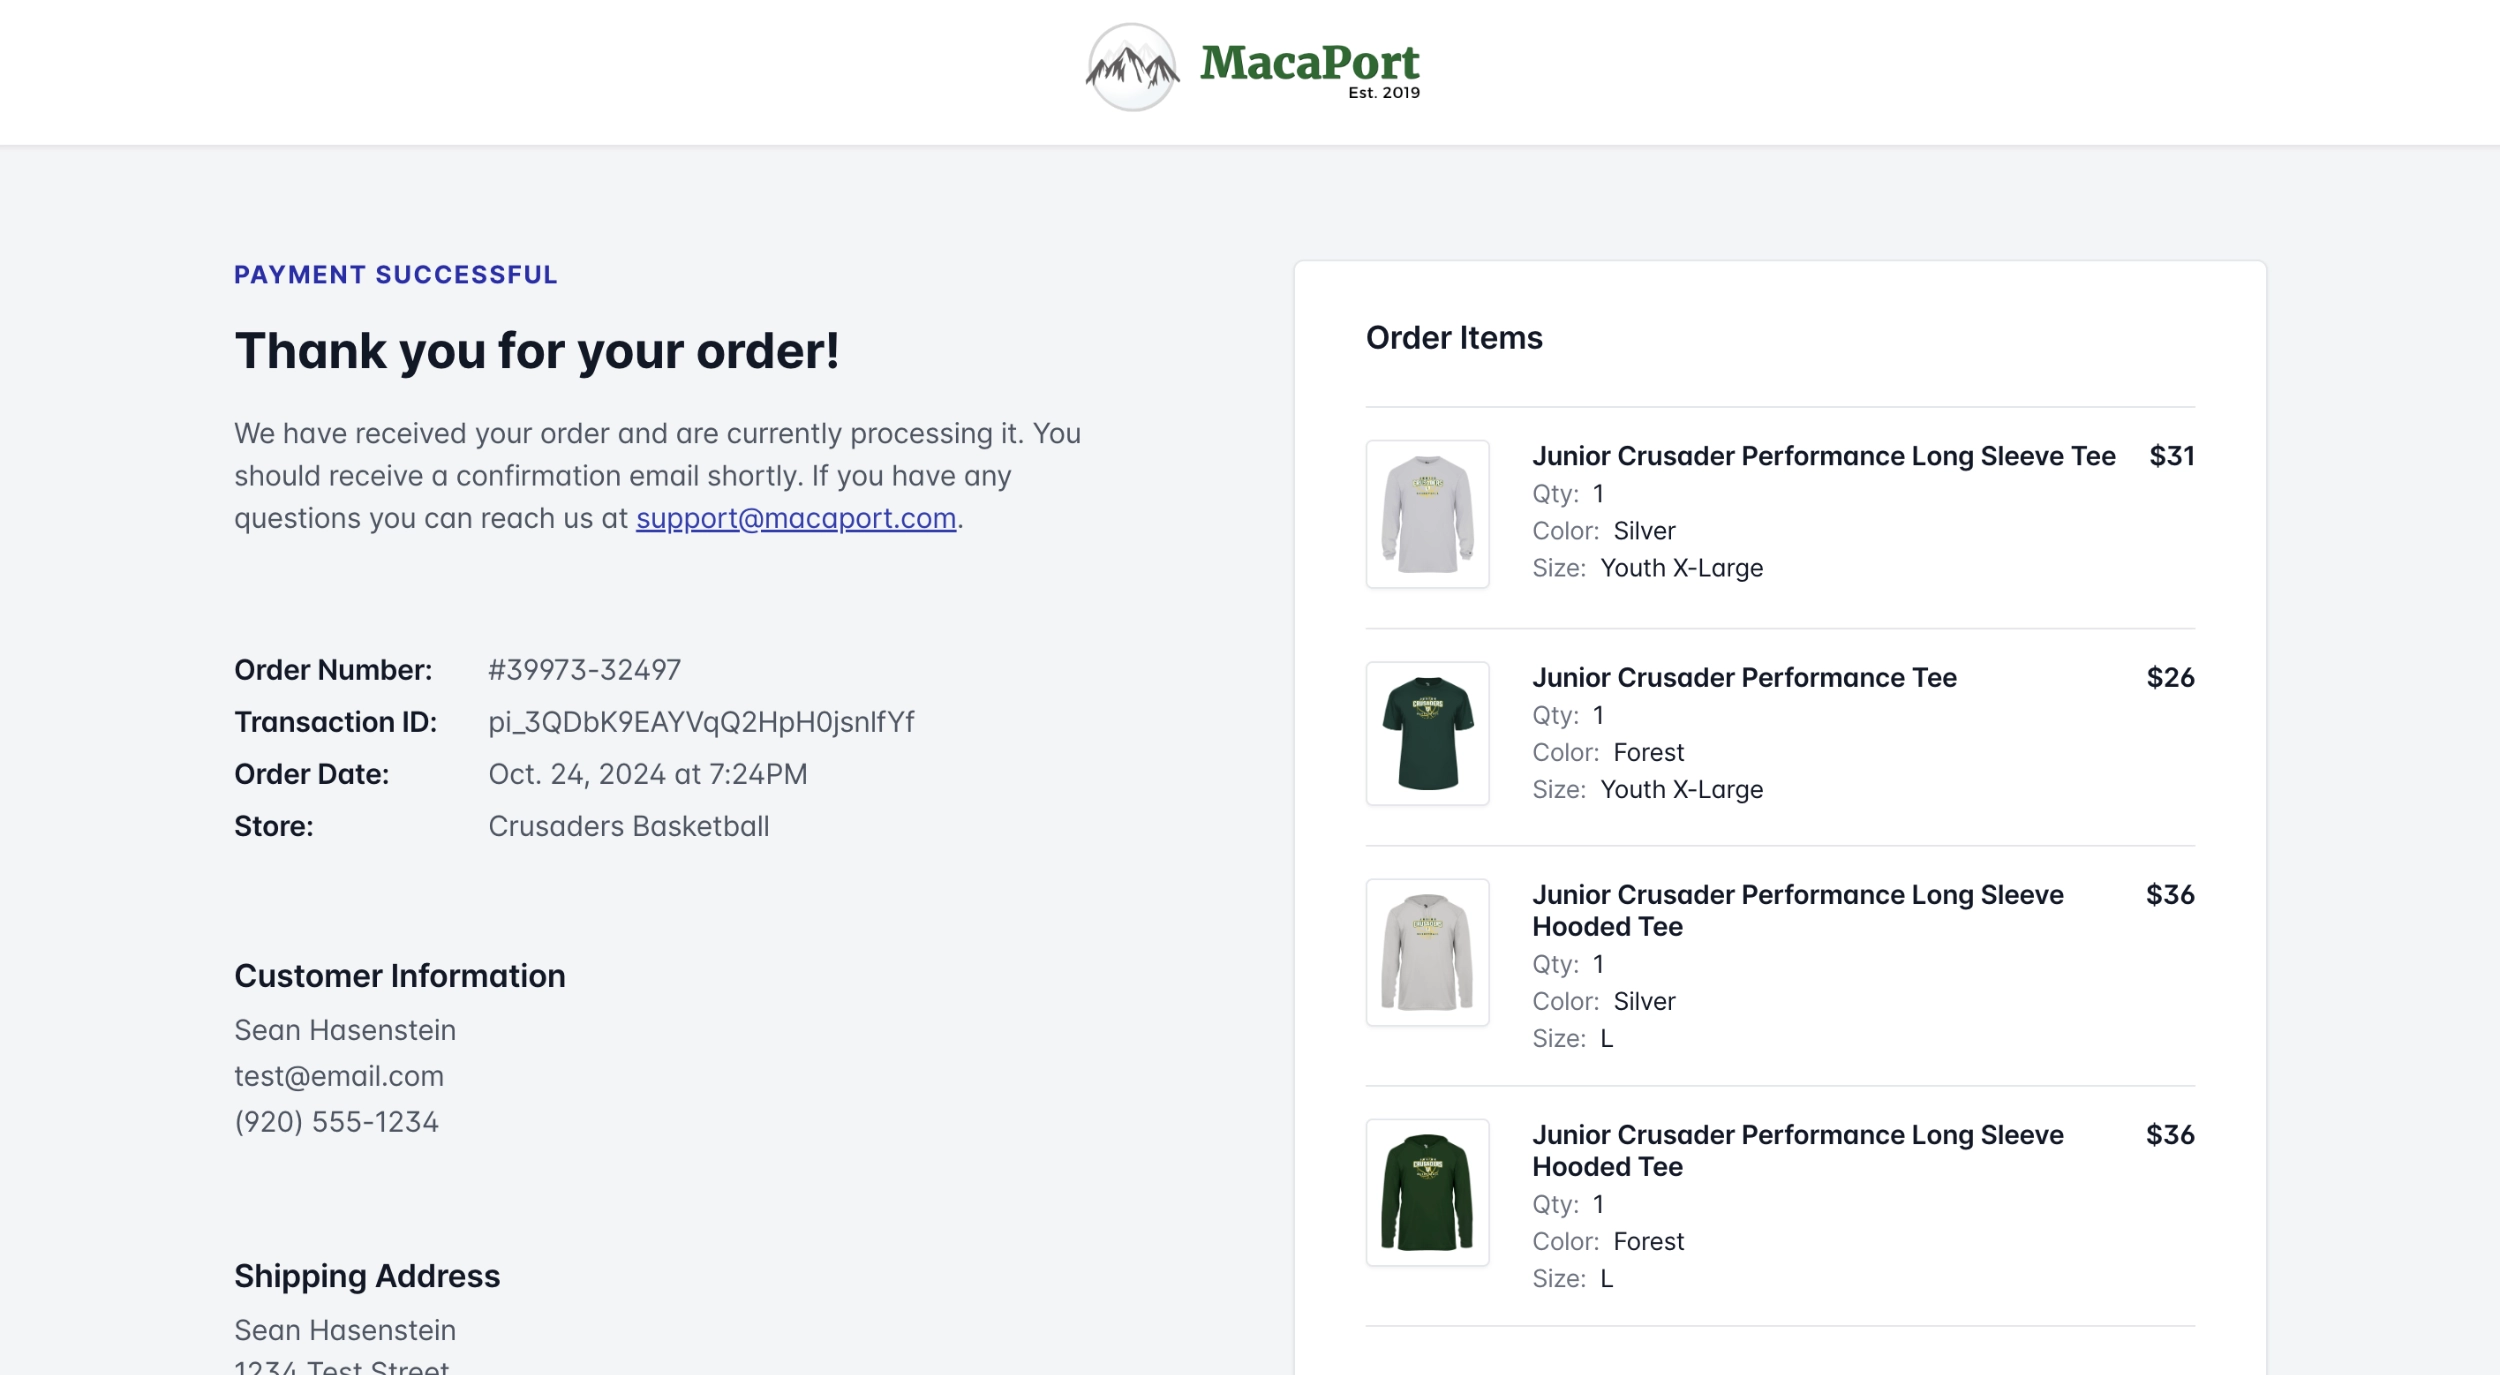 MacaPort
Est. 2019
PAYMENT SUCCESSFUL
Thank you for your order!
We have received your order and are currently processing it. You
should receive a confirmation email shortly. If you have any
questions you can reach us at support@macaport.com.
Order Number: #39973-32497
Transaction ID: pi_3QDbK9EAYVqQ2HpH0jsnlfYf
Order Date: Oct. 24, 2024 at 7:24PM
Store: Crusaders Basketball
Customer Information
Sean Hasenstein
test@email.com
(920) 555-1234
Shipping Address
Sean Hasenstein
1234 Test Street
Order Items
Junior Crusader Performance Long Sleeve Tee $31
Qty: 1
Color: Silver
Size: Youth X-Large
CRUSADERS
Junior Crusader Performance Tee $26
Qty: 1
Color: Forest
Size: Youth X-Large
Junior Crusader Performance Long Sleeve $36
Hooded Tee
Qty: 1
Color: Silver
Size: L
CRUSADERS
Junior Crusader Performance Long Sleeve $36
Hooded Tee
Qty: 1
Color: Forest
Size: L